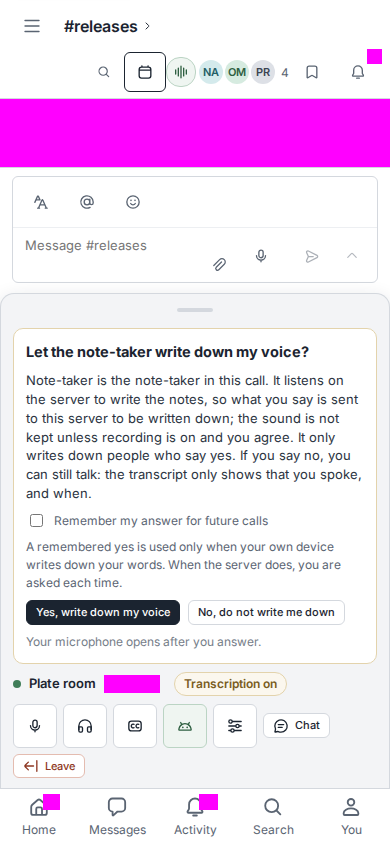 #releases
NA OM PR 4
Message #releases
Let the note-taker write down my voice?
Note-taker is the note-taker in this call. It listens on
the server to write the notes, so what you say is sent
to this server to be written down; the sound is not
kept unless recording is on and you agree. It only
writes down people who say yes. If you say no, you
can still talk: the transcript only shows that you spoke,
and when.
Remember my answer for future calls
A remembered yes is used only when your own device
writes down your words. When the server does, you are
asked each time.
Yes, write down my voice No, do not write me down
Your microphone opens after you answer.
Plate room Transcription on
CC Chat
Leave
Home Messages Activity Search You